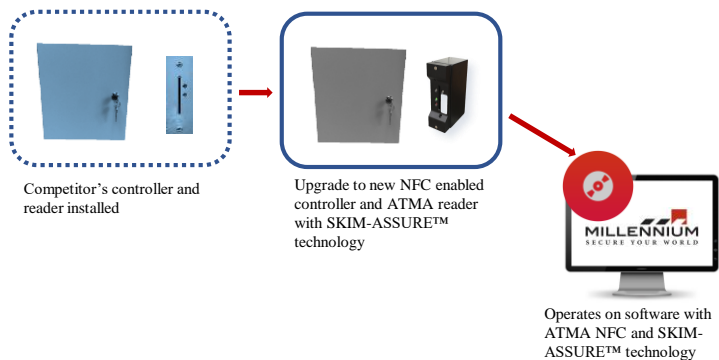 Competitor's controller and
reader installed
Upgrade to new NFC enabled
controller and ATMA reader
with SKIM-ASSURE™
technology
MILLENNIUM
SECURE YOUR WORLD
Operates on software with
ATMA NFC and SKIM-
ASSURE™ technology